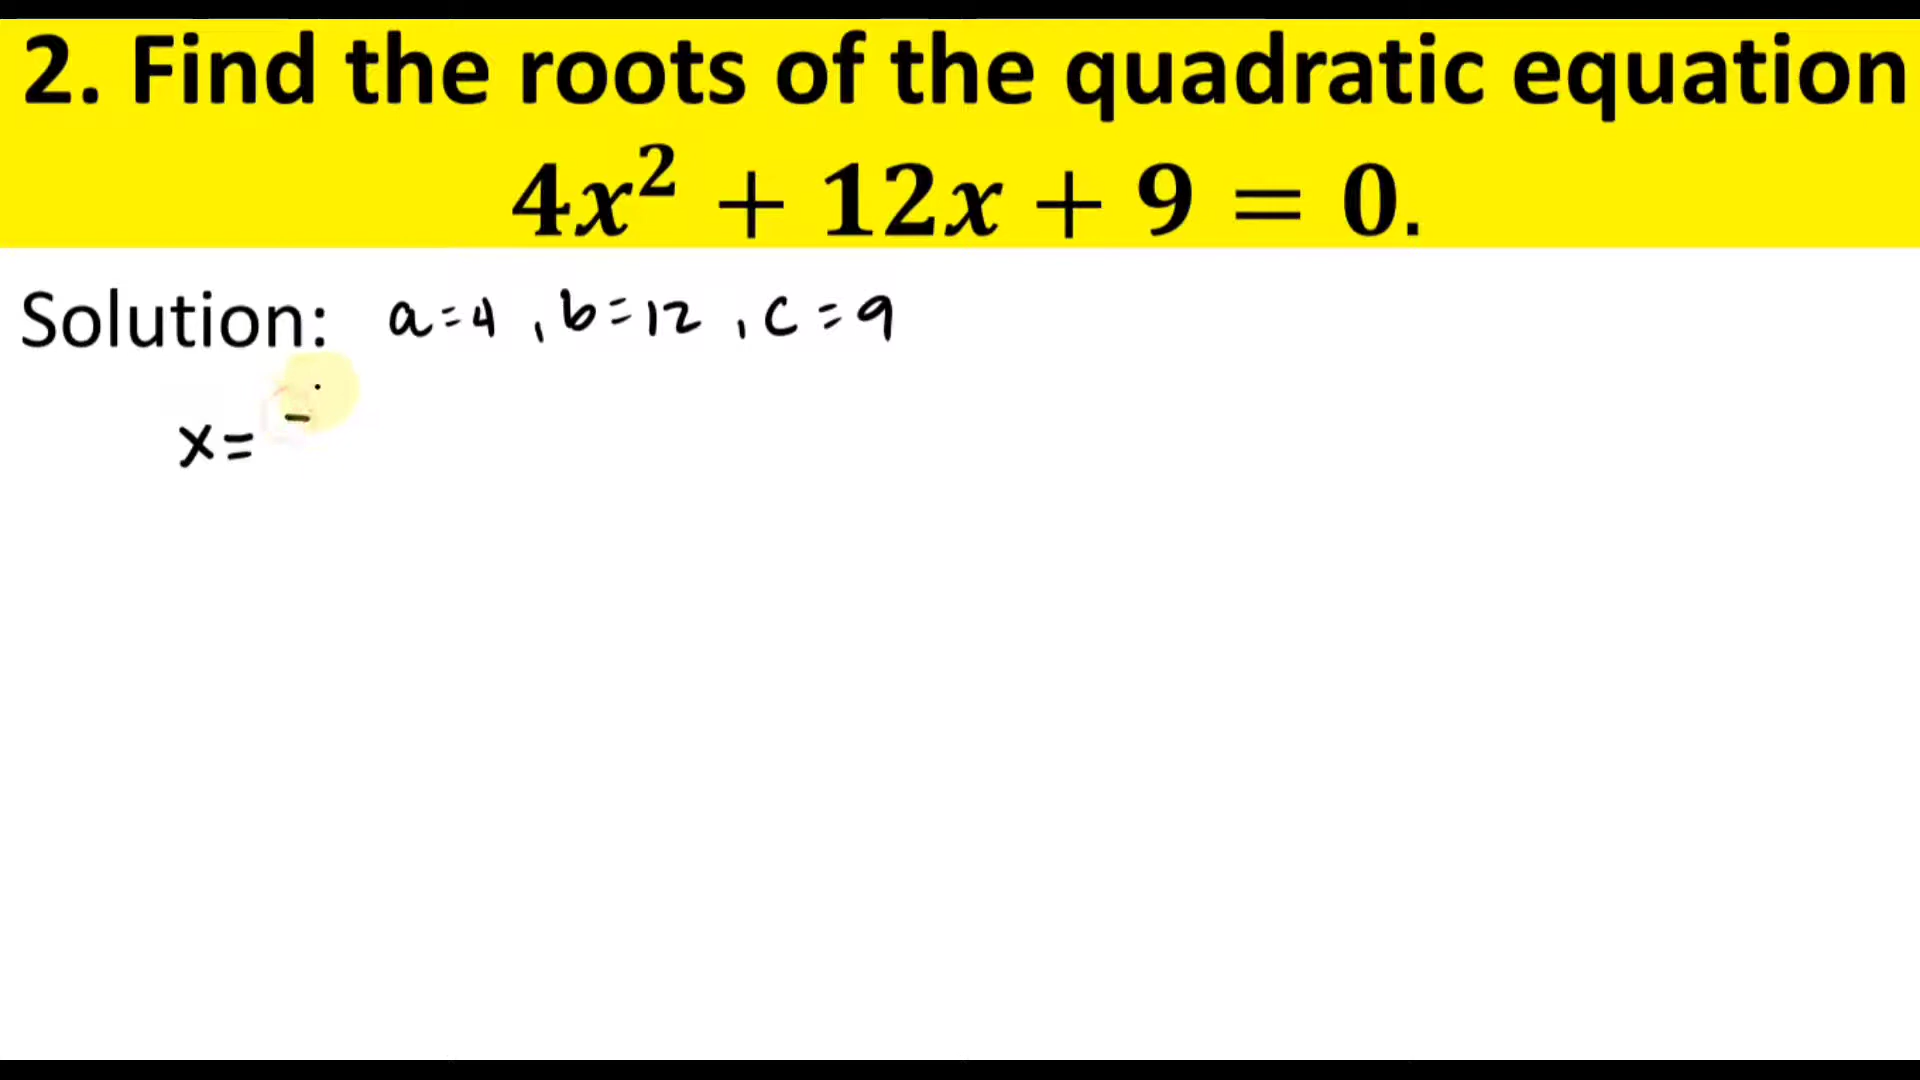 2. Find the roots of the quadratic equation
4x² + 12x + 9 = 0.
Solution: a=4 , b=12 , c=9
x= -